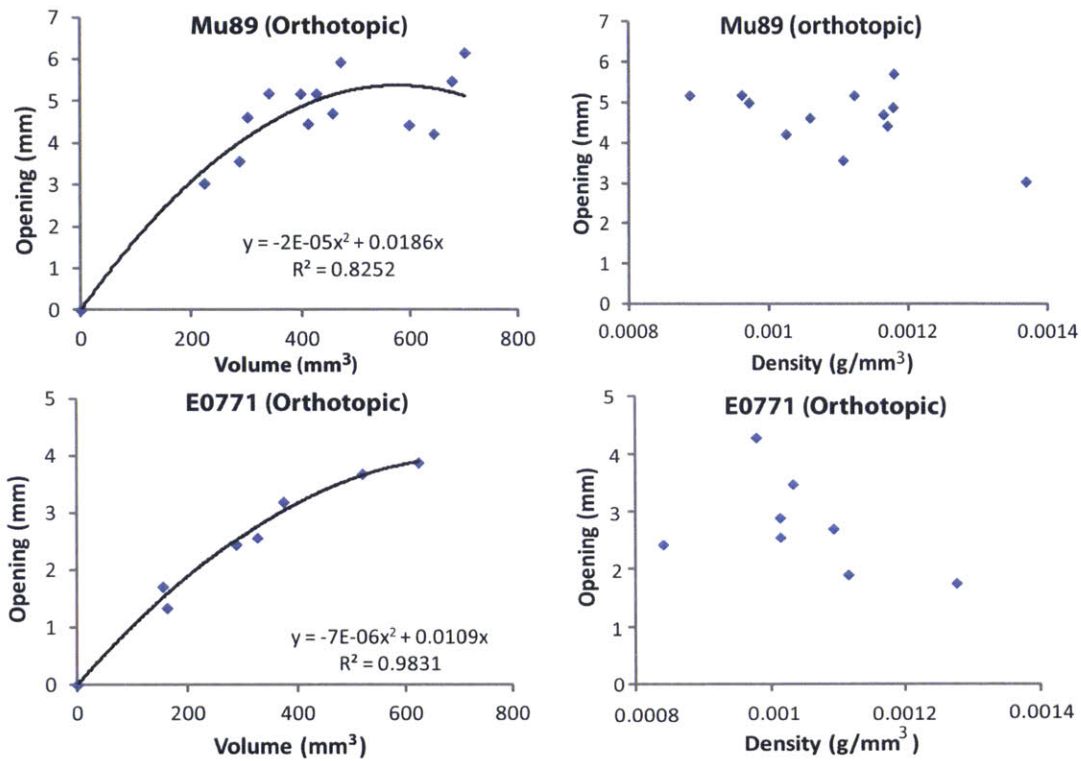 Mu89 (Orthotopic)
7
6
5
4
3
2
1
0
Opening (mm)
y = -2E-05x² + 0.0186x
R² = 0.8252
0 200 400 600 800
Volume (mm³)
Mu89 (orthotopic)
7
6
5
4
3
2
1
0
Opening (mm)
0.0008 0.001 0.0012 0.0014
Density (g/mm³)
E0771 (Orthotopic)
5
4
3
2
1
0
Opening (mm)
y = -7E-06x² + 0.0109x
R² = 0.9831
0 200 400 600 800
Volume (mm³)
E0771 (Orthotopic)
5
4
3
2
1
0
Opening (mm)
0.0008 0.001 0.0012 0.0014
Density (g/mm³)